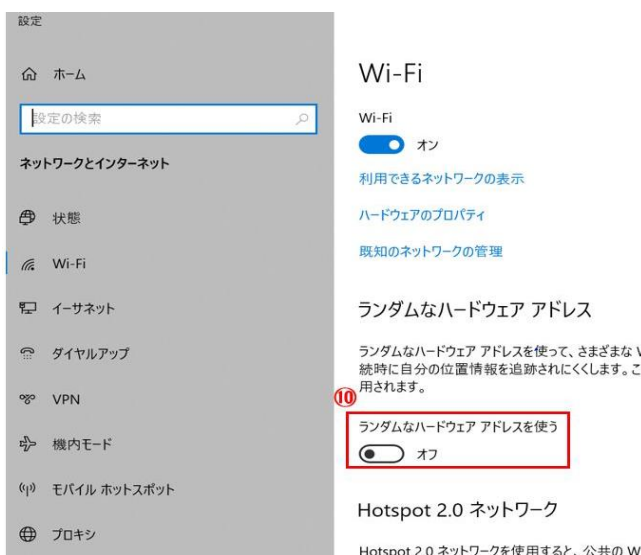 設定
ホーム
設定の検索
ネットワークとインターネット
状態
Wi-Fi
イーサネット
ダイヤルアップ
VPN
機内モード
モバイル ホットスポット
プロキシ
Wi-Fi
Wi-Fi
オン
利用できるネットワークの表示
ハードウェアのプロパティ
既知のネットワークの管理
ランダムなハードウェア アドレス
ランダムなハードウェア アドレスを使って、さまざまな W
続時に自分の位置情報を追跡されにくくします。こ
用されます。
⑩
ランダムなハードウェア アドレスを使う
オフ
Hotspot 2.0 ネットワーク
Hotspot 2.0 ネットワークを使用すると、公共の W